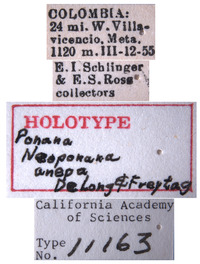 COLOMBIA:
24 mi. W. Villa-
vicencio, Meta.
1120 m. III-12-55
E. I. Schlinger
& E. S. Ross
collectors
HOLOTYPE
Ponana
Neoponana
anepa
DeLong & Freytag
California Academy
of Sciences
Type
No. 11163